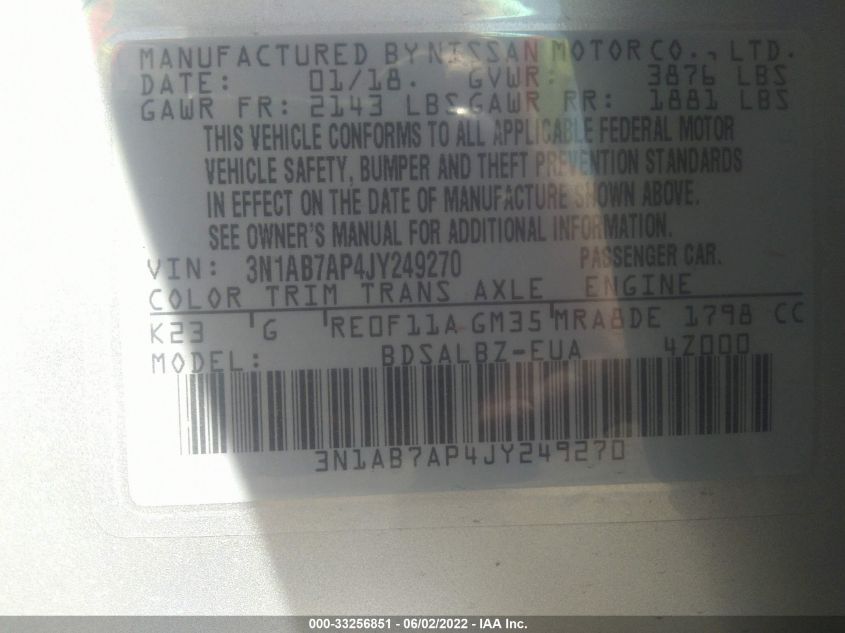 MANUFACTURED BY NISSAN MOTOR CO., LTD.
DATE: 01/18. GVWR: 3876 LBS
GAWR FR: 2143 LBS GAWR RR: 1881 LBS
THIS VEHICLE CONFORMS TO ALL APPLICABLE FEDERAL MOTOR
VEHICLE SAFETY, BUMPER AND THEFT PREVENTION STANDARDS
IN EFFECT ON THE DATE OF MANUFACTURE SHOWN ABOVE.
SEE OWNER'S MANUAL FOR ADDITIONAL INFORMATION.
VIN: 3N1AB7AP4JY249270 PASSENGER CAR.
COLOR TRIM TRANS AXLE ENGINE
K23 G RE0F11A GM35 MRA8DE 1798 CC
MODEL: BDSALBZ-EUA 4Z000
3N1AB7AP4JY249270
000-33256851 - 06/02/2022 - IAA Inc.